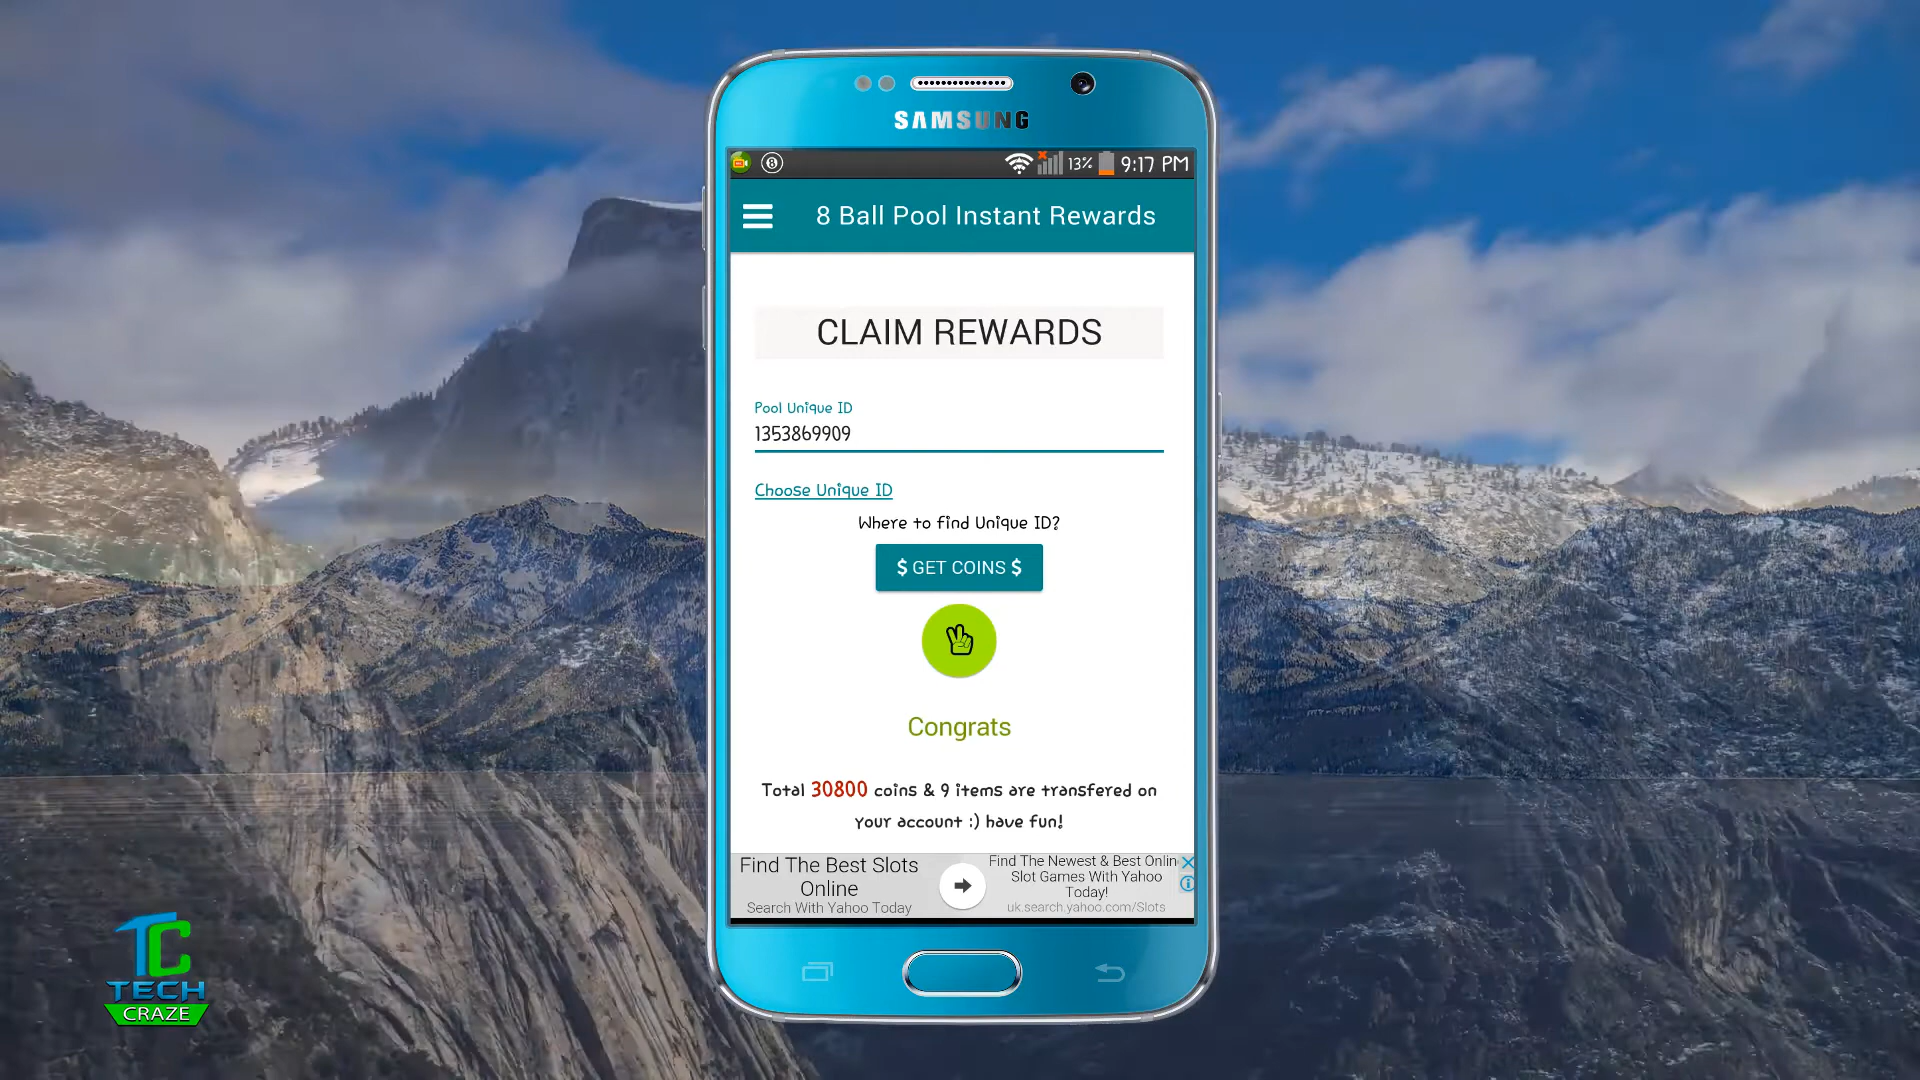 SAMSUNG
13% 9:17 PM
8 Ball Pool Instant Rewards
CLAIM REWARDS
Pool Unique ID
1353869909
Choose Unique ID
Where to find Unique ID?
$ GET COINS $
Congrats
Total 30800 coins & 9 items are transfered on
your account :) have fun!
Find The Best Slots
Online
Search With Yahoo Today
Find The Newest & Best Onlin
Slot Games With Yahoo
Today!
uk.search.yahoo.com/Slots
TC
TECH
CRAZE